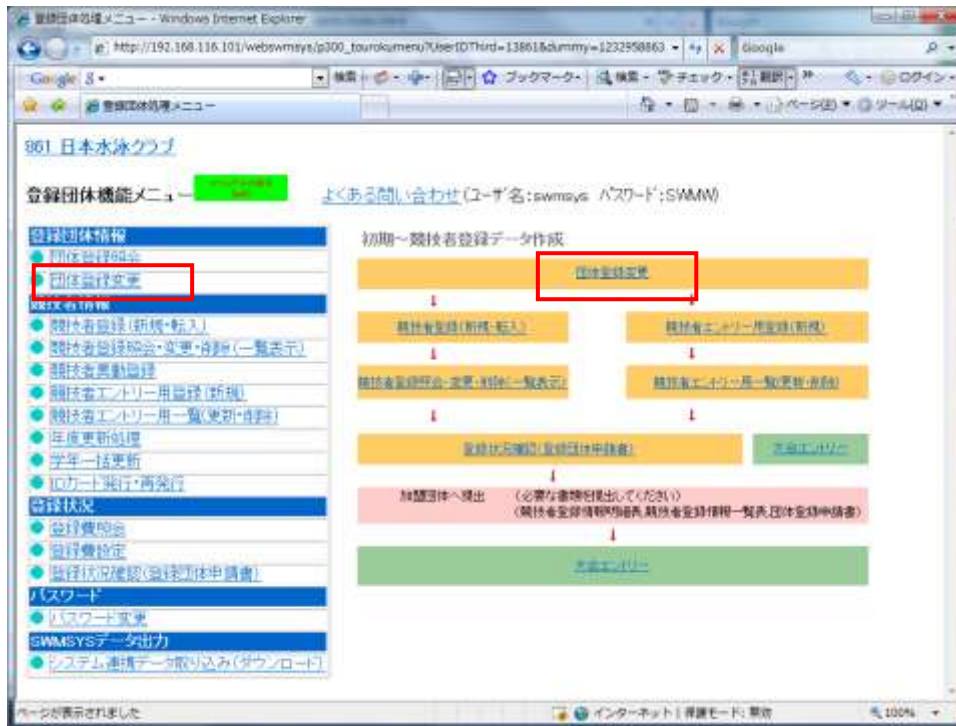 登録団体処理メニュー - Windows Internet Explorer
http://192.168.116.101/webswmsys/p300_tourokumenu?UserIDThird=13861&dummy=1232958863
Google
Google
検索
ブックマーク
検索
チェック
翻訳
ログイン
登録団体処理メニュー
ページ(P)
ツール(O)
861 日本水泳クラブ
登録団体機能メニュー
よくある問い合わせ(ユーザ名:swmsys パスワード:SWMW)
登録団体情報
団体登録照会
団体登録変更
競技者情報
競技者登録(新規・転入)
競技者登録照会・変更・削除(一覧表示)
競技者異動登録
競技者エントリー用登録(新規)
競技者エントリー用一覧(更新・削除)
年度更新処理
学年一括更新
IDカード発行・再発行
登録状況
登録費照会
登録費設定
登録状況確認(登録団体申請書)
パスワード
パスワード変更
SWMSYSデータ出力
システム連携データ取り込み(ダウンロード)
初期～競技者登録データ作成
団体登録変更
↓ ↓
競技者登録(新規・転入) 競技者エントリー用登録(新規)
↓ ↓
競技者登録照会・変更・削除(一覧表示) 競技者エントリー用一覧(更新・削除)
↓ ↓
登録状況確認(登録団体申請書) 大会エントリー
↓
加盟団体へ提出 (必要な書類を提出してください)
(競技者登録情報明細表,競技者登録情報一覧表,団体登録申請書)
↓
大会エントリー
ページが表示されました
インターネット | 保護モード: 無効
100%